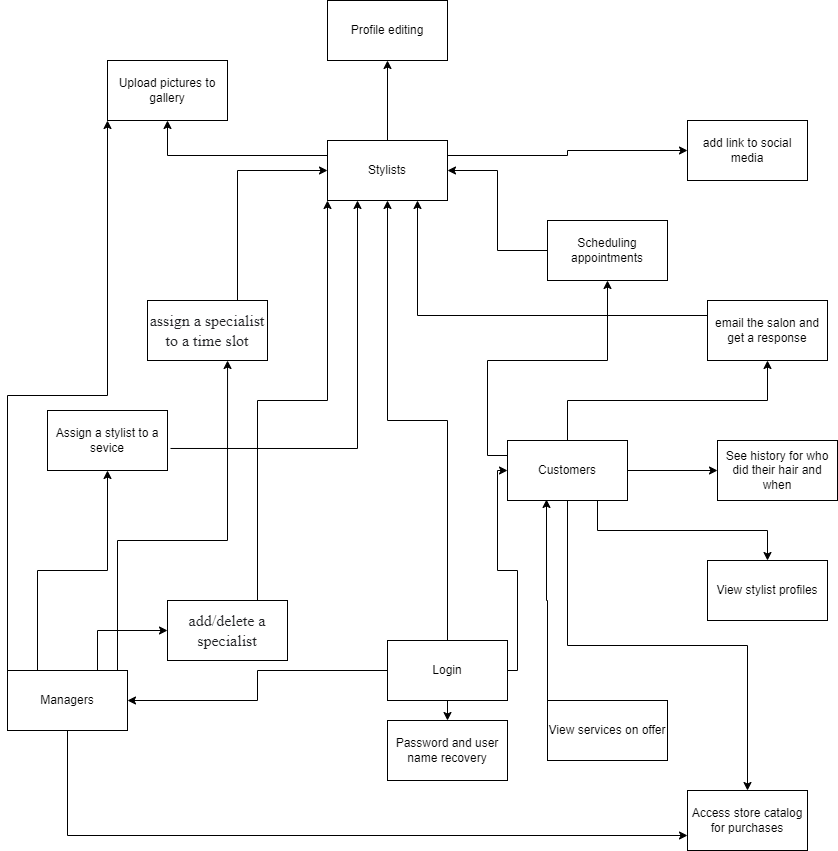 Profile editing
Upload pictures to
gallery
add link to social
media
Stylists
Scheduling
appointments
assign a specialist
to a time slot
email the salon and
get a response
Assign a stylist to a
sevice
Customers
See history for who
did their hair and
when
View stylist profiles
add/delete a
specialist
Login
Managers
Password and user
name recovery
View services on offer
Access store catalog
for purchases